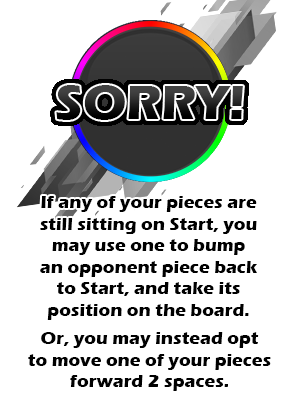 SORRY!
If any of your pieces are
still sitting on Start, you
may use one to bump
an opponent piece back
to Start, and take its
position on the board.
Or, you may instead opt
to move one of your pieces
forward 2 spaces.